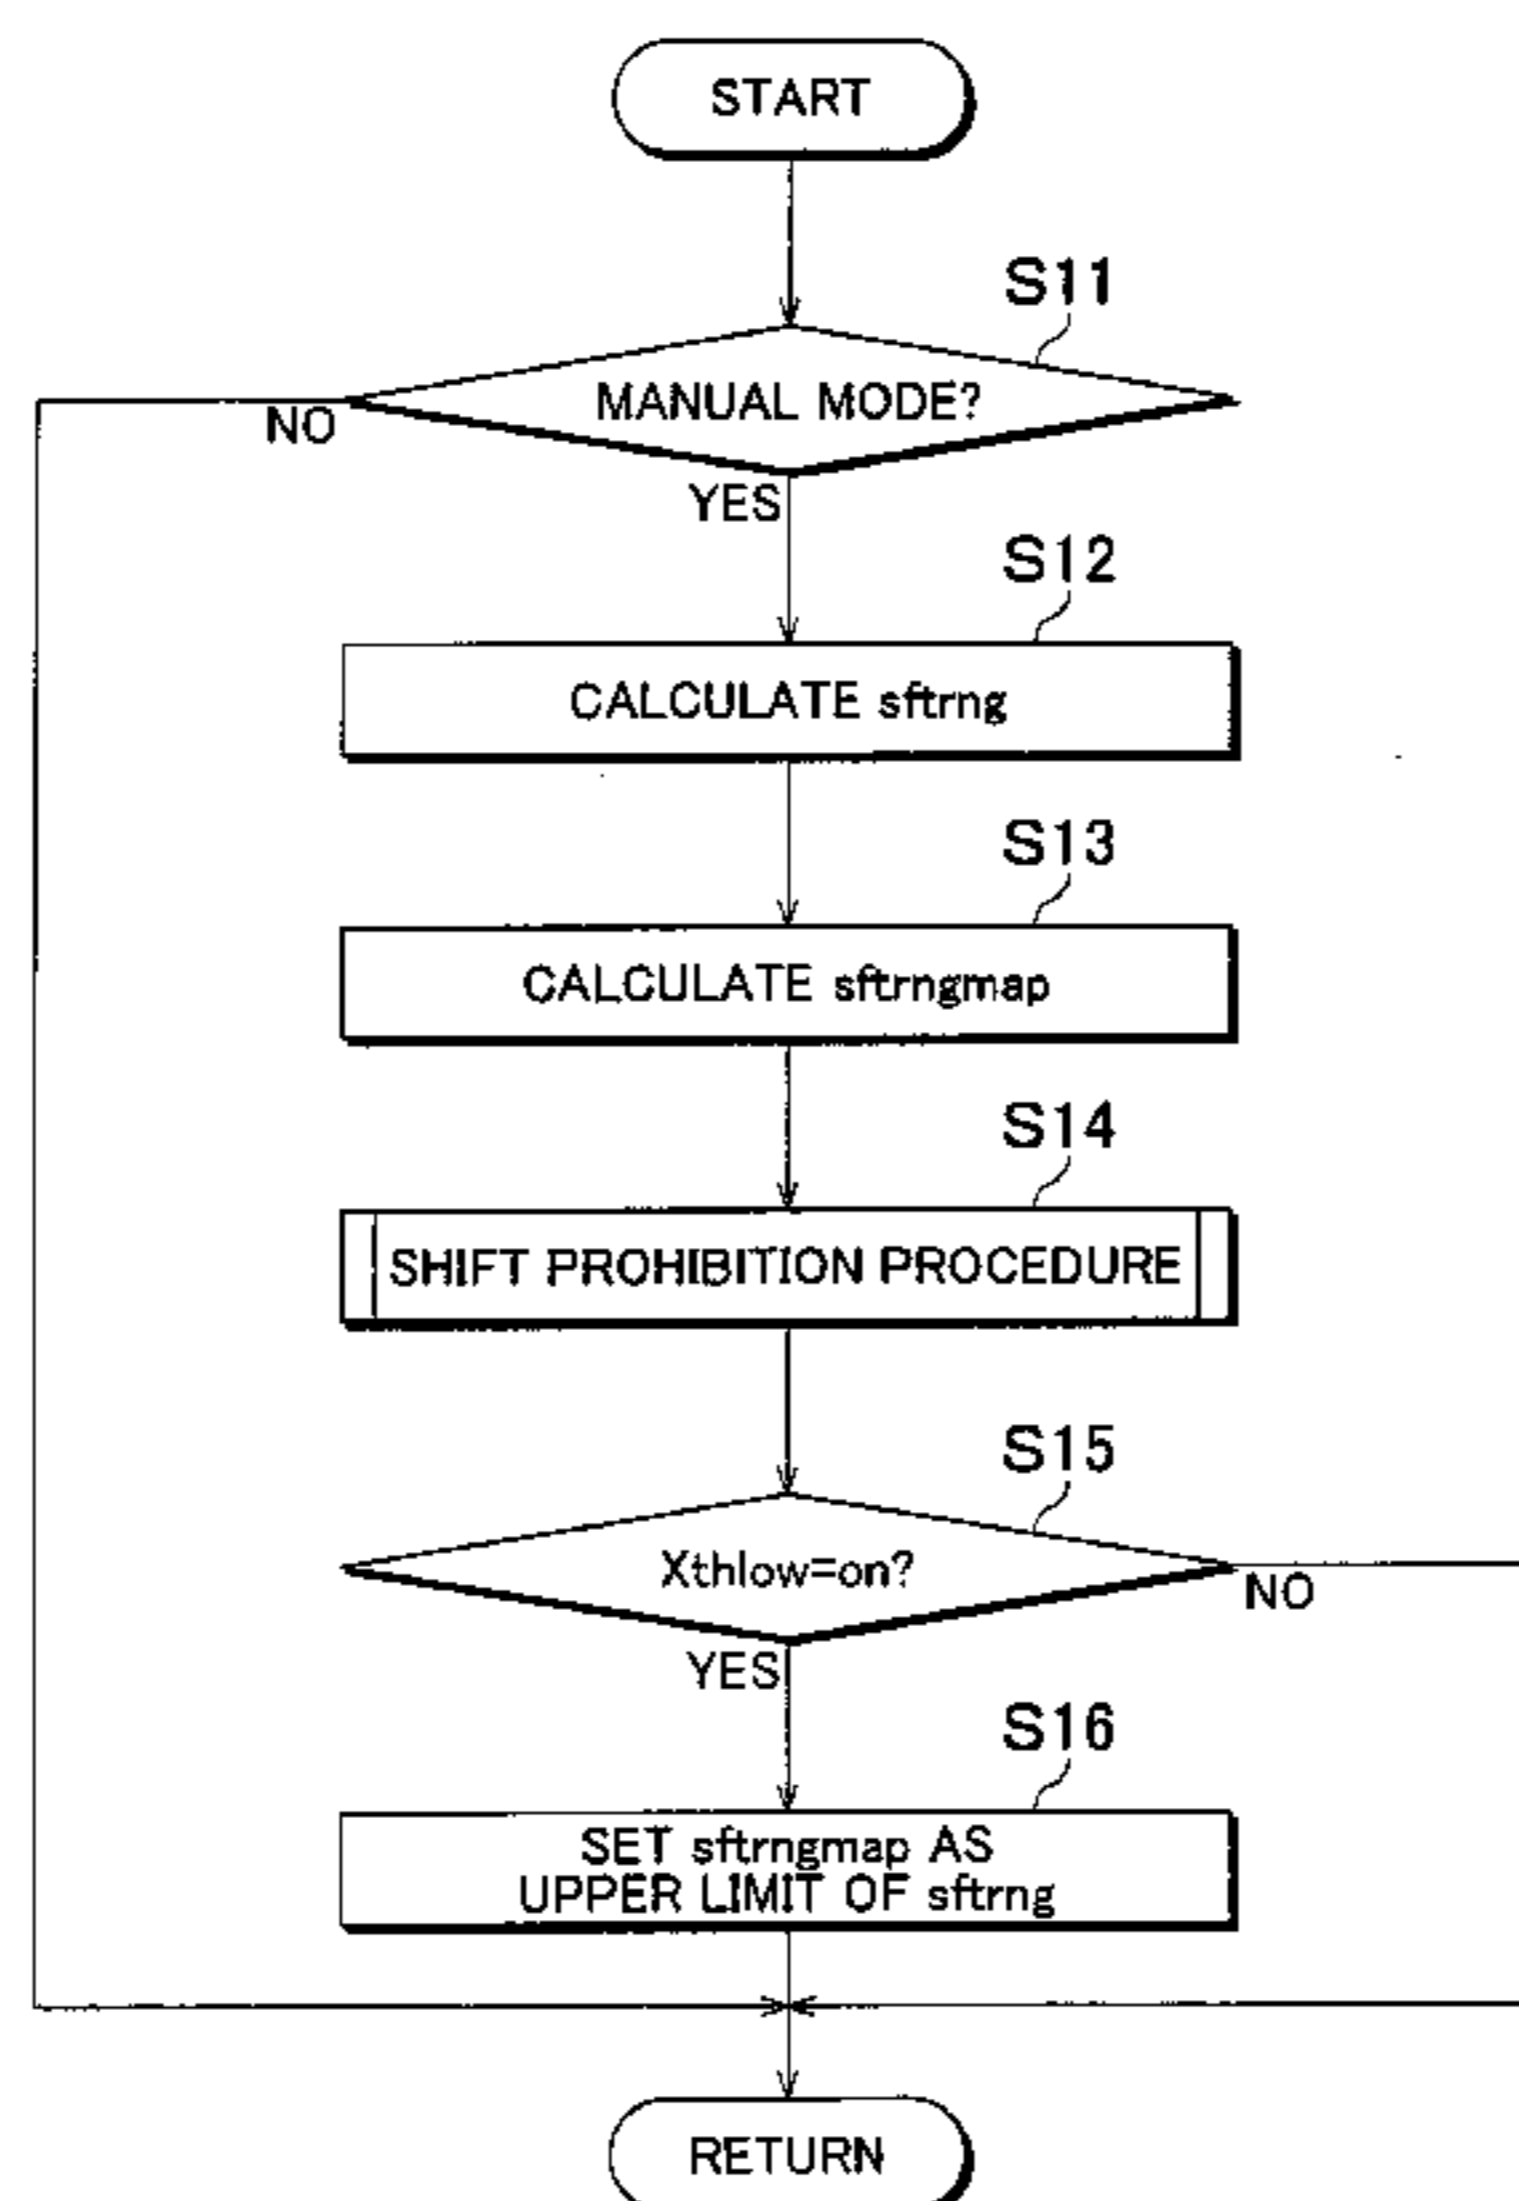 START
S11
MANUAL MODE?
NO
YES
S12
CALCULATE sftrng
S13
CALCULATE sftrngmap
S14
SHIFT PROHIBITION PROCEDURE
S15
Xthlow=on?
NO
YES
S16
SET sftrngmap AS
UPPER LIMIT OF sftrng
RETURN